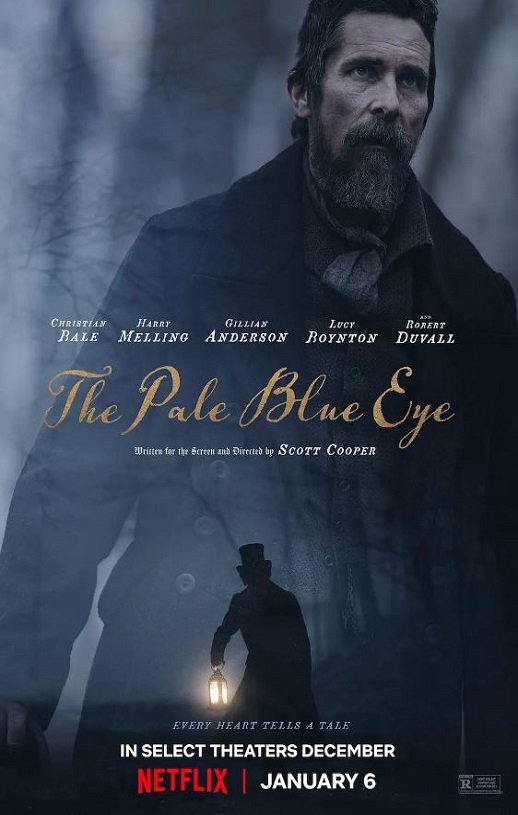 CHRISTIAN BALE
HARRY MELLING
GILLIAN ANDERSON
LUCY BOYNTON
AND ROBERT DUVALL
The Pale Blue Eye
Written for the Screen and Directed by SCOTT COOPER
EVERY HEART TELLS A TALE
IN SELECT THEATERS DECEMBER
NETFLIX | JANUARY 6
R